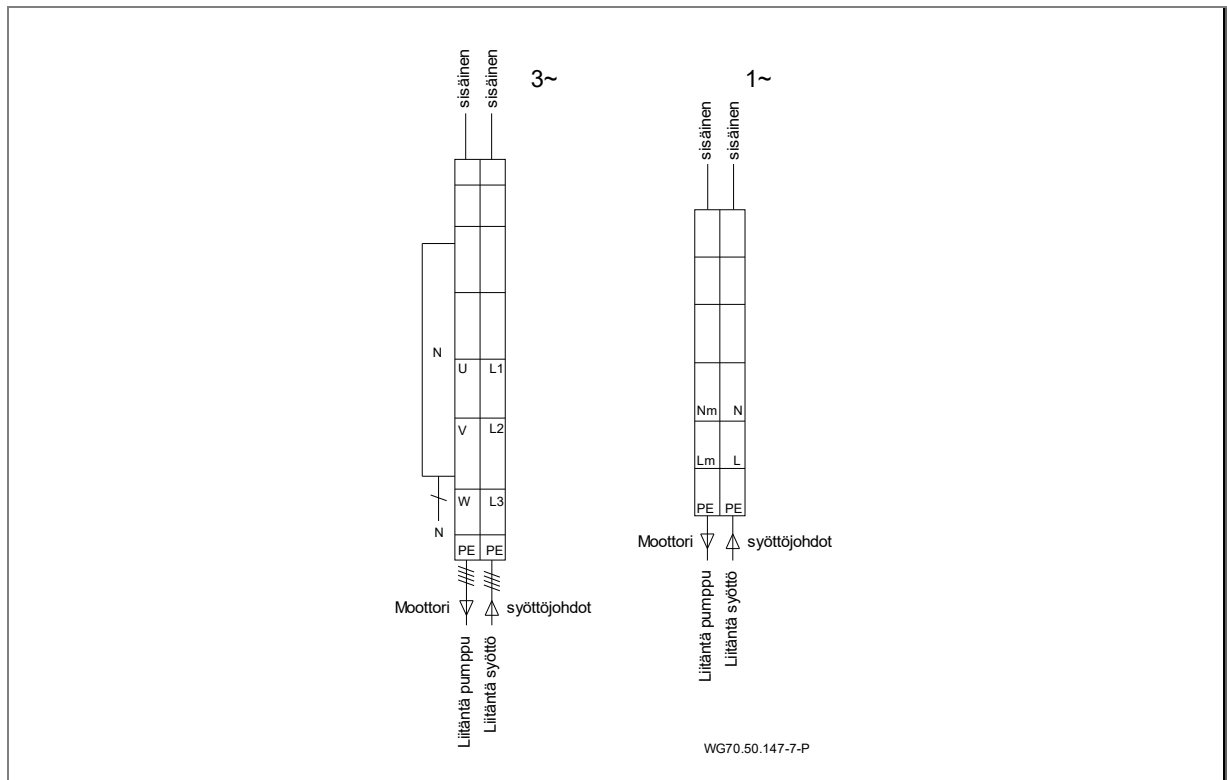 sisäinen
sisäinen
3~
N
U
L1
V
L2
W
L3
N
PE
PE
Moottori
syöttöjohdot
Liitäntä pumppu
Liitäntä syöttö
sisäinen
sisäinen
1~
Nm
N
Lm
L
PE
PE
Moottori
syöttöjohdot
Liitäntä pumppu
Liitäntä syöttö
WG70.50.147-7-P